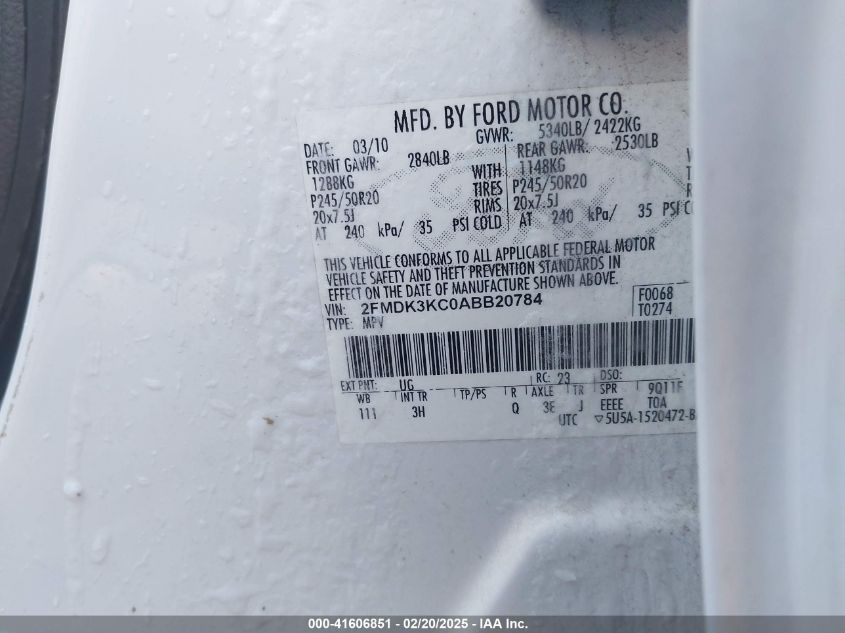 MFD. BY FORD MOTOR CO.
DATE: 03/10 GVWR: 5340LB/ 2422KG
FRONT GAWR: 2840LB REAR GAWR: 2530LB
1288KG WITH 1148KG
P245/50R20 TIRES P245/50R20
20x7.5J RIMS 20x7.5J
AT 240 kPa/ 35 PSI COLD AT 240 kPa/ 35 PSI C
THIS VEHICLE CONFORMS TO ALL APPLICABLE FEDERAL MOTOR
VEHICLE SAFETY AND THEFT PREVENTION STANDARDS IN
EFFECT ON THE DATE OF MANUFACTURE SHOWN ABOVE.
VIN: 2FMDK3KC0ABB20784 F0068
TYPE: MPV T0274
EXT PNT: UG RC: 23 DSO:
WB INT TR TP/PS R AXLE TR SPR 9Q11F
111 3H Q 3E J EEEE TOA
UTC ▽5U5A-1520472-B
000-41606851 / 02/20/2025 - IAA Inc.